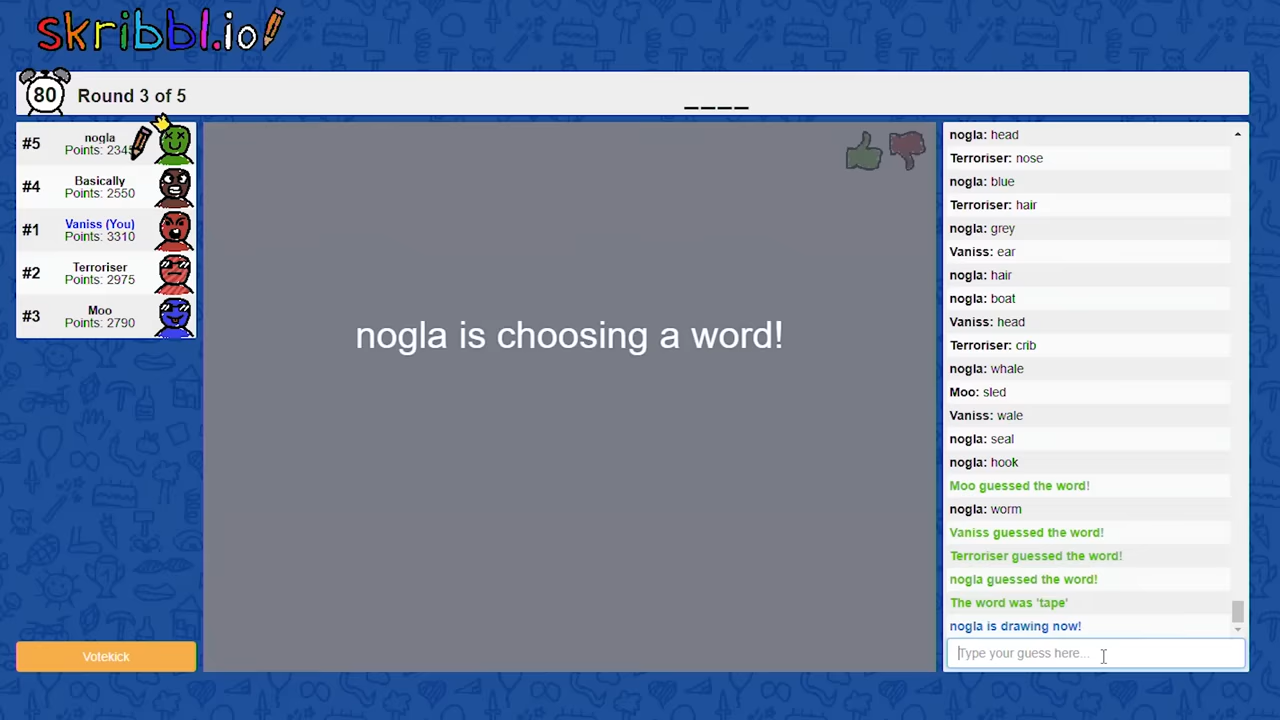 skribbl.io
80
Round 3 of 5
____
#5
nogla
Points: 2345
#4
Basically
Points: 2550
#1
Vaniss (You)
Points: 3310
#2
Terroriser
Points: 2975
#3
Moo
Points: 2790
Votekick
nogla is choosing a word!
nogla: head
Terroriser: nose
nogla: blue
Terroriser: hair
nogla: grey
Vaniss: ear
nogla: hair
nogla: boat
Vaniss: head
Terroriser: crib
nogla: whale
Moo: sled
Vaniss: wale
nogla: seal
nogla: hook
Moo guessed the word!
nogla: worm
Vaniss guessed the word!
Terroriser guessed the word!
nogla guessed the word!
The word was 'tape'
nogla is drawing now!
Type your guess here...